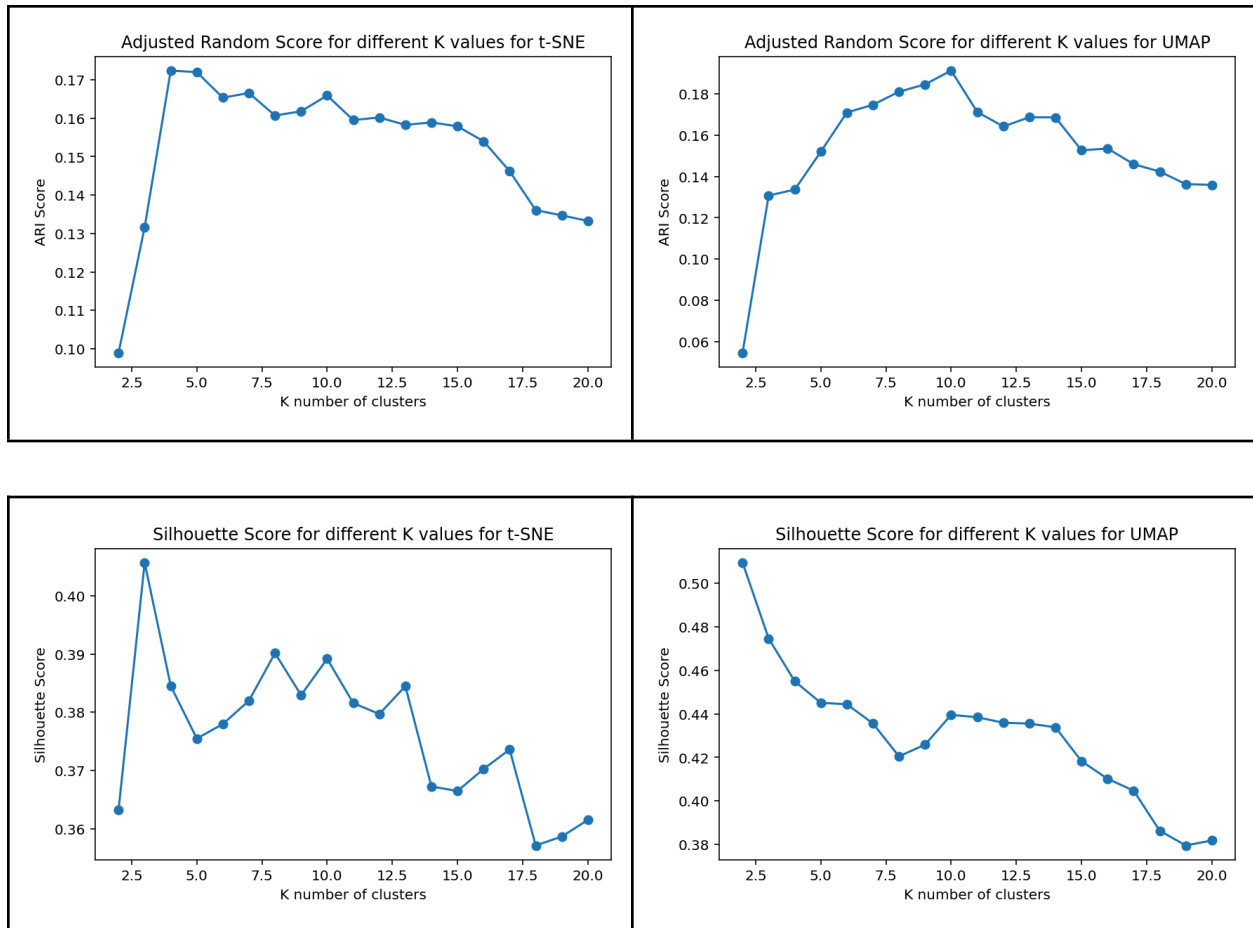 Adjusted Random Score for different K values for t-SNE
0.17
0.16
0.15
0.14
0.13
0.12
0.11
0.10
ARI Score
2.5 5.0 7.5 10.0 12.5 15.0 17.5 20.0
K number of clusters
Adjusted Random Score for different K values for UMAP
0.18
0.16
0.14
0.12
0.10
0.08
0.06
ARI Score
2.5 5.0 7.5 10.0 12.5 15.0 17.5 20.0
K number of clusters
Silhouette Score for different K values for t-SNE
0.40
0.39
0.38
0.37
0.36
Silhouette Score
2.5 5.0 7.5 10.0 12.5 15.0 17.5 20.0
K number of clusters
Silhouette Score for different K values for UMAP
0.50
0.48
0.46
0.44
0.42
0.40
0.38
Silhouette Score
2.5 5.0 7.5 10.0 12.5 15.0 17.5 20.0
K number of clusters